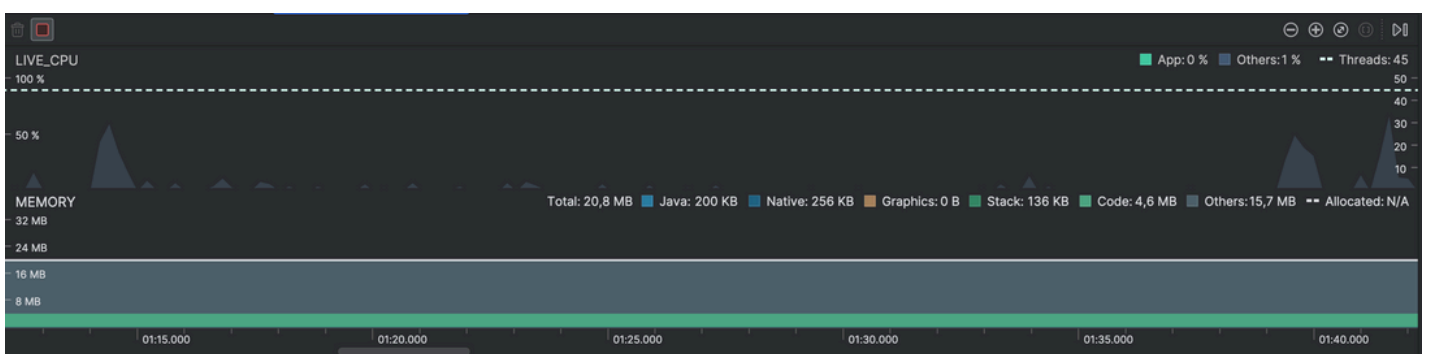 LIVE_CPU App: 0 % Others: 1 % Threads: 45
100 % 50
40
50 % 30
20
10
MEMORY Total: 20,8 MB Java: 200 KB Native: 256 KB Graphics: 0 B Stack: 136 KB Code: 4,6 MB Others: 15,7 MB Allocated: N/A
32 MB
24 MB
16 MB
8 MB
01:15.000 01:20.000 01:25.000 01:30.000 01:35.000 01:40.000